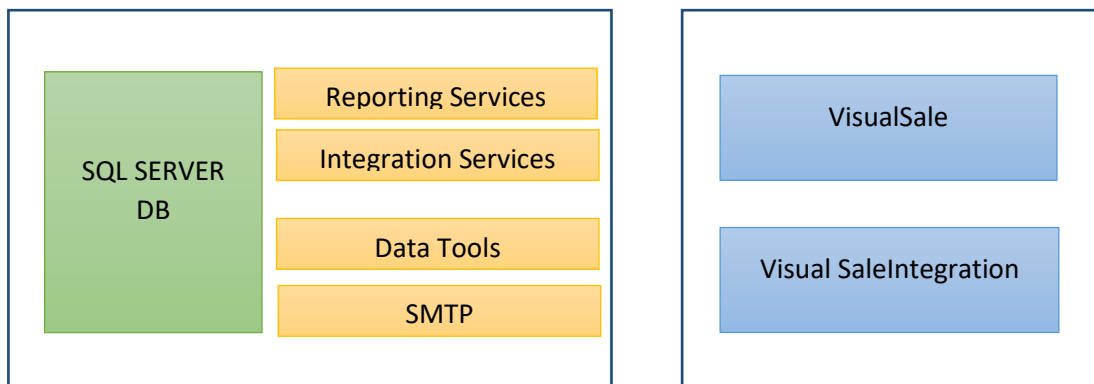 SQL SERVER
DB
Reporting Services
Integration Services
Data Tools
SMTP
VisualSale
Visual SaleIntegration